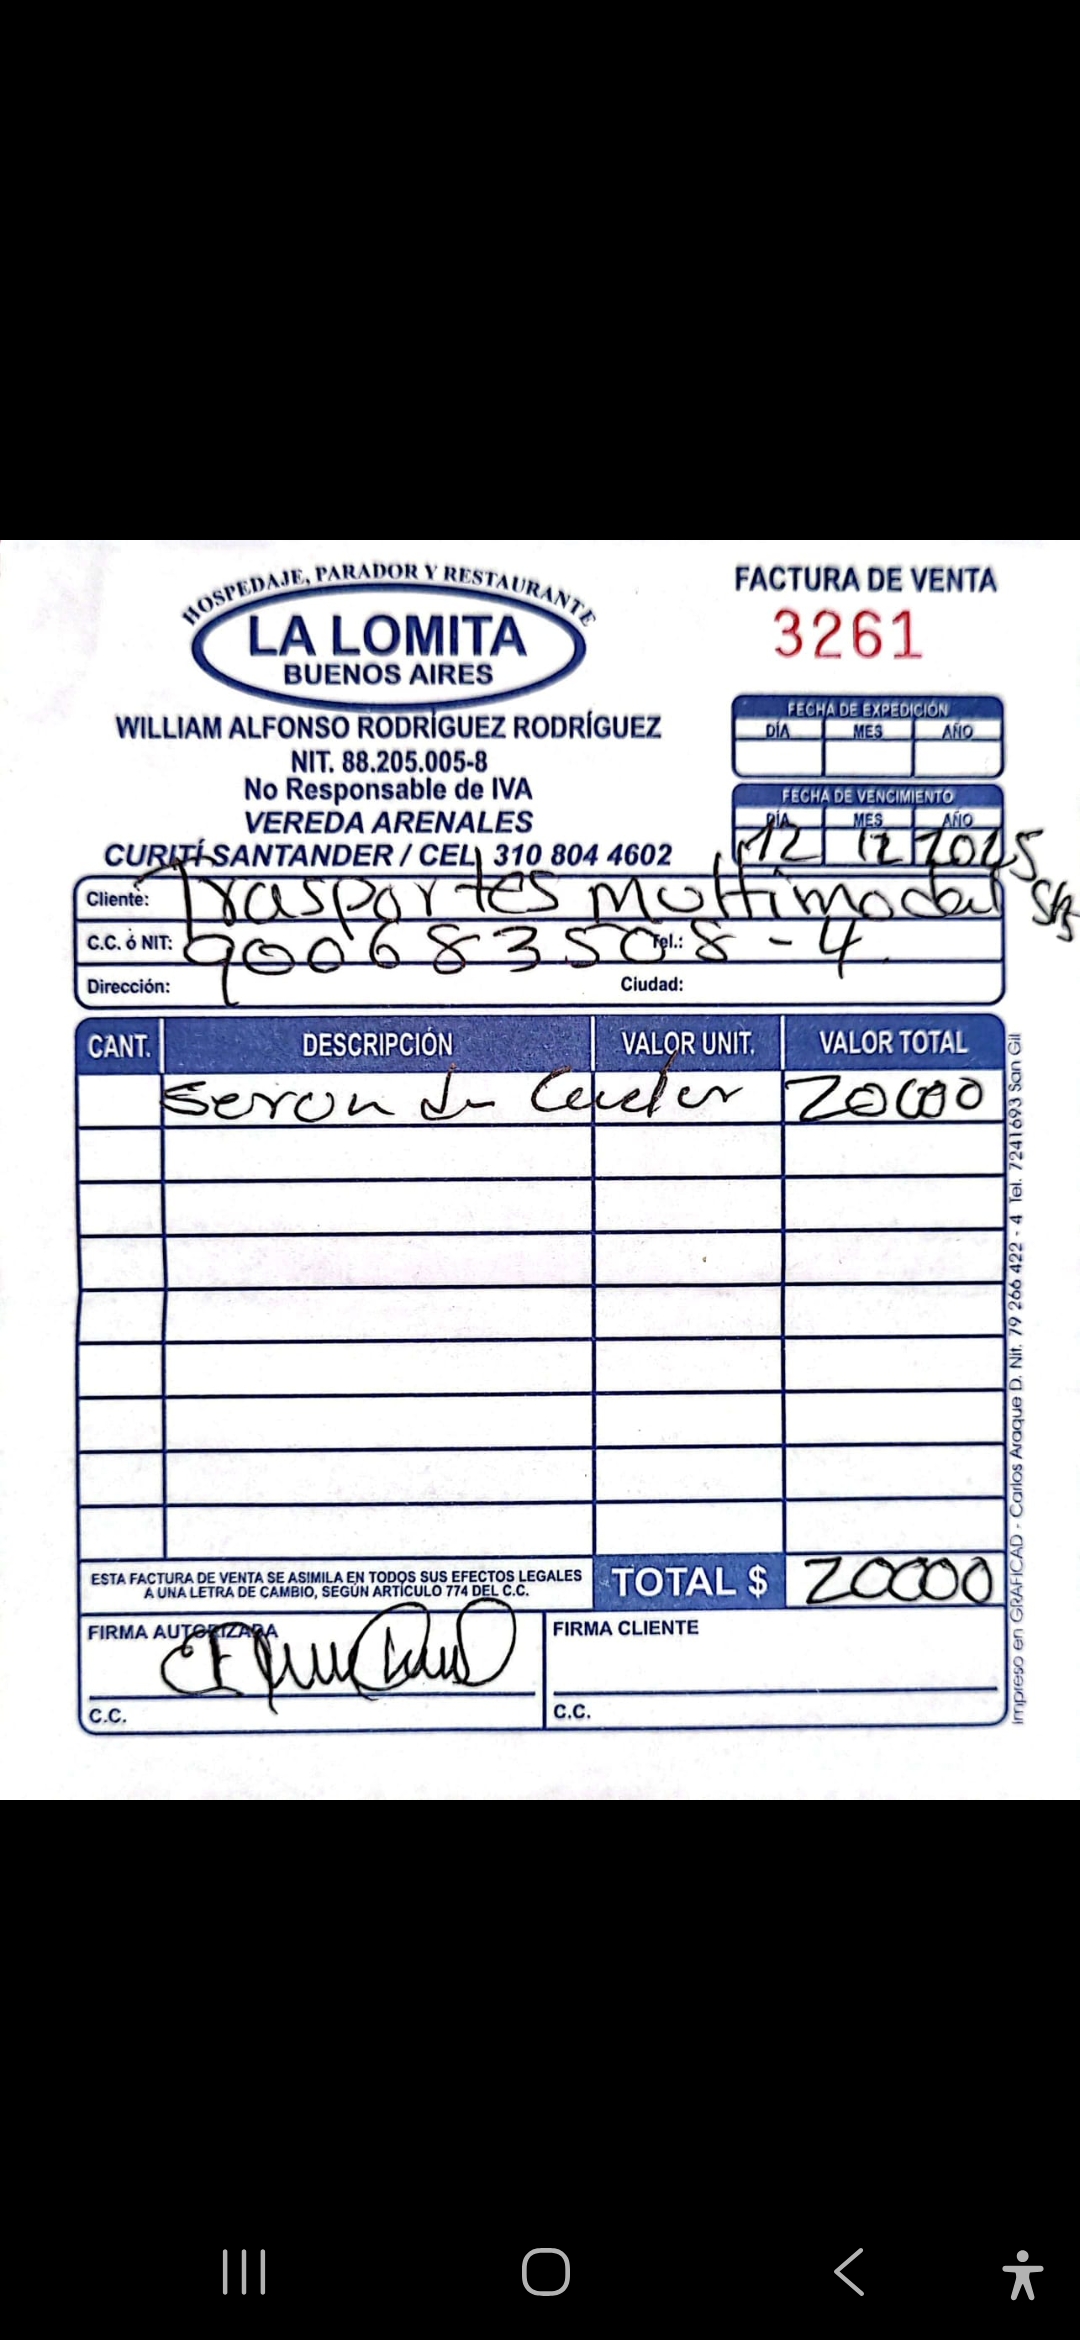 HOSPEDAJE, PARADOR Y RESTAURANTE
LA LOMITA
BUENOS AIRES
WILLIAM ALFONSO RODRÍGUEZ RODRÍGUEZ
NIT. 88.205.005-8
No Responsable de IVA
VEREDA ARENALES
CURITÍ SANTANDER / CEL 310 804 4602
FACTURA DE VENTA
3261
FECHA DE EXPEDICIÓN
DÍA MES AÑO
FECHA DE VENCIMIENTO
DÍA MES AÑO
12 12 2025
Cliente: Trasportes multimodal
C.C. ó NIT: 900683508-4 Tel.:
Dirección: Ciudad:
CANT. DESCRIPCIÓN VALOR UNIT. VALOR TOTAL
20000
ESTA FACTURA DE VENTA SE ASIMILA EN TODOS SUS EFECTOS LEGALES
A UNA LETRA DE CAMBIO, SEGÚN ARTÍCULO 774 DEL C.C.
TOTAL $ 20000
FIRMA AUTORIZADA FIRMA CLIENTE
C.C. C.C.
Impreso en GRAFICAD - Carlos Araque D. Nit. 79 266 422 - 4 Tel. 7241693 San Gil